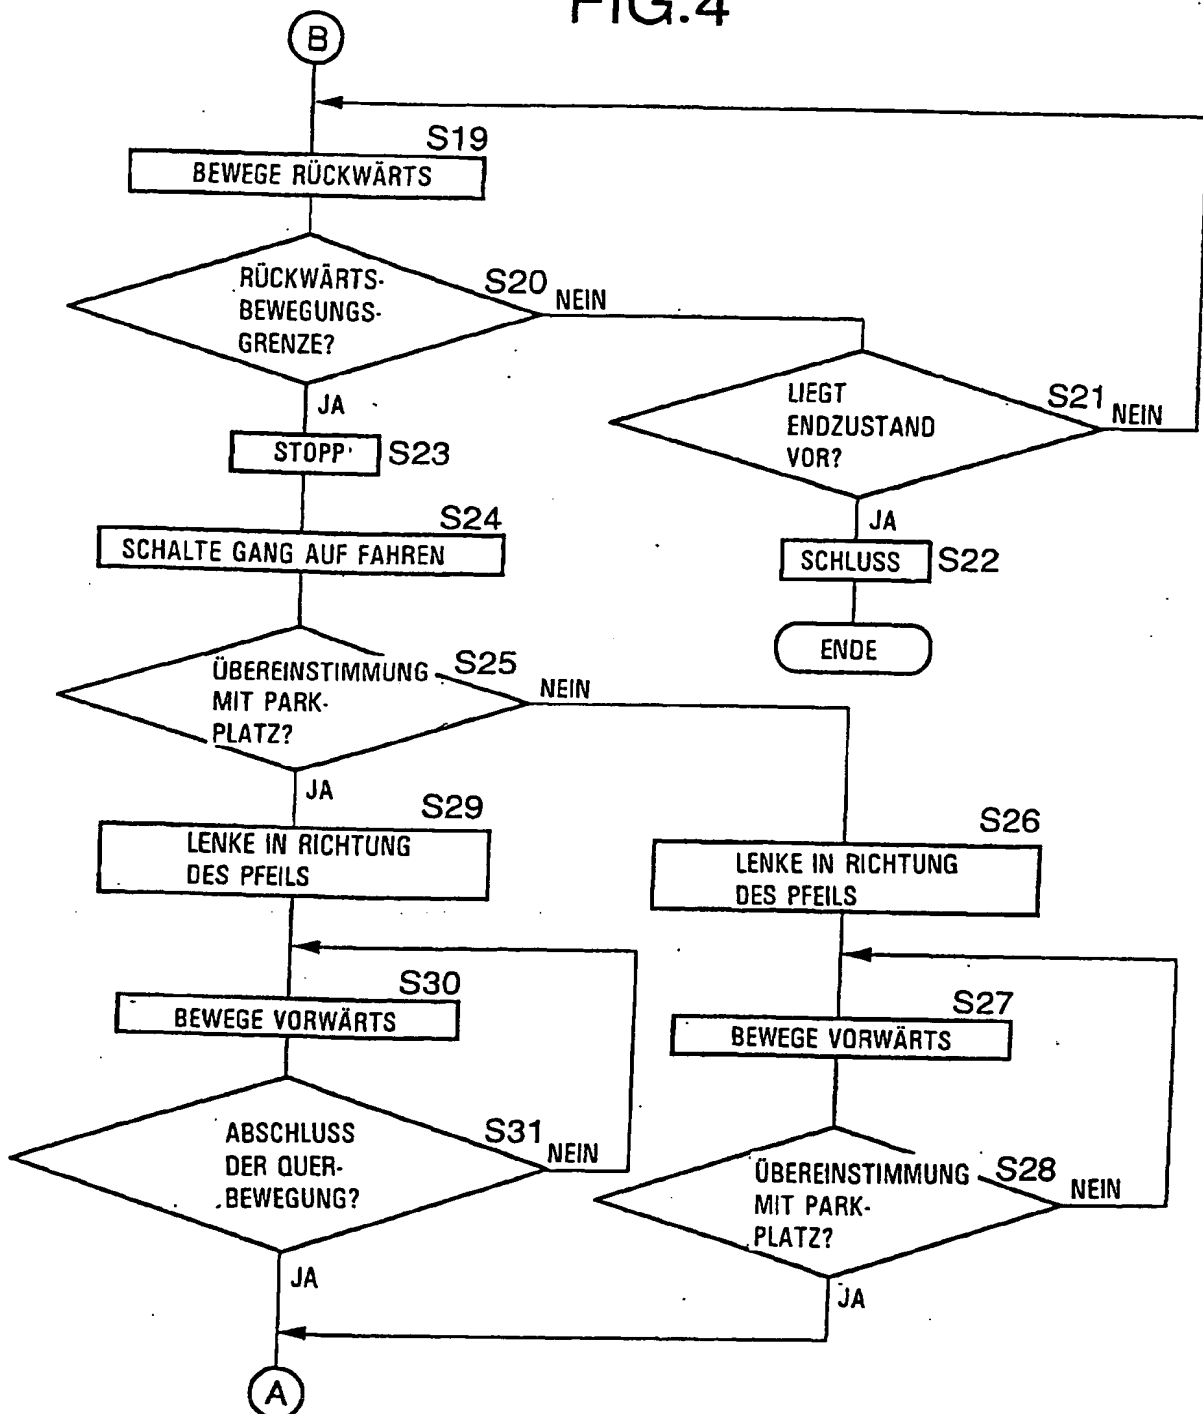 FIG.4
B
S19
BEWEGE RÜCKWÄRTS
RÜCKWÄRTS-
BEWEGUNGS-
GRENZE?
S20
NEIN
JA
LIEGT
ENDZUSTAND
VOR?
S21
NEIN
STOPP
S23
JA
S24
SCHALTE GANG AUF FAHREN
SCHLUSS
S22
ENDE
ÜBEREINSTIMMUNG
MIT PARK-
PLATZ?
S25
NEIN
JA
S29
LENKE IN RICHTUNG
DES PFEILS
S26
LENKE IN RICHTUNG
DES PFEILS
S30
BEWEGE VORWÄRTS
S27
BEWEGE VORWÄRTS
ABSCHLUSS
DER QUER-
BEWEGUNG?
S31
NEIN
ÜBEREINSTIMMUNG
MIT PARK-
PLATZ?
S28
NEIN
JA
JA
A